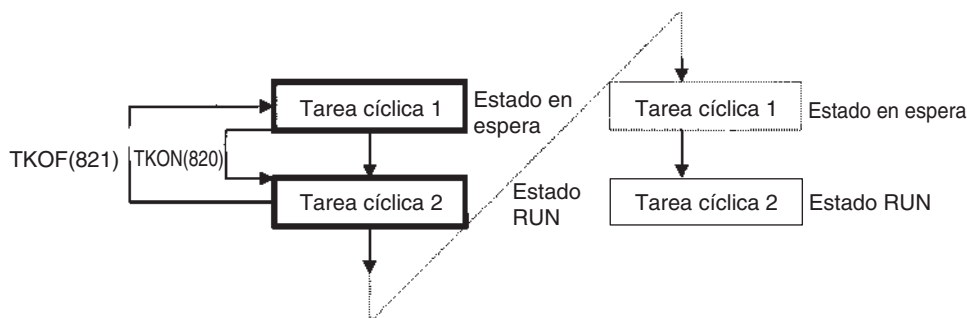 Tarea cíclica 1
Estado en
espera
TKOF(821)
TKON(820)
Tarea cíclica 2
Estado
RUN
Tarea cíclica 1
Estado en espera
Tarea cíclica 2
Estado RUN